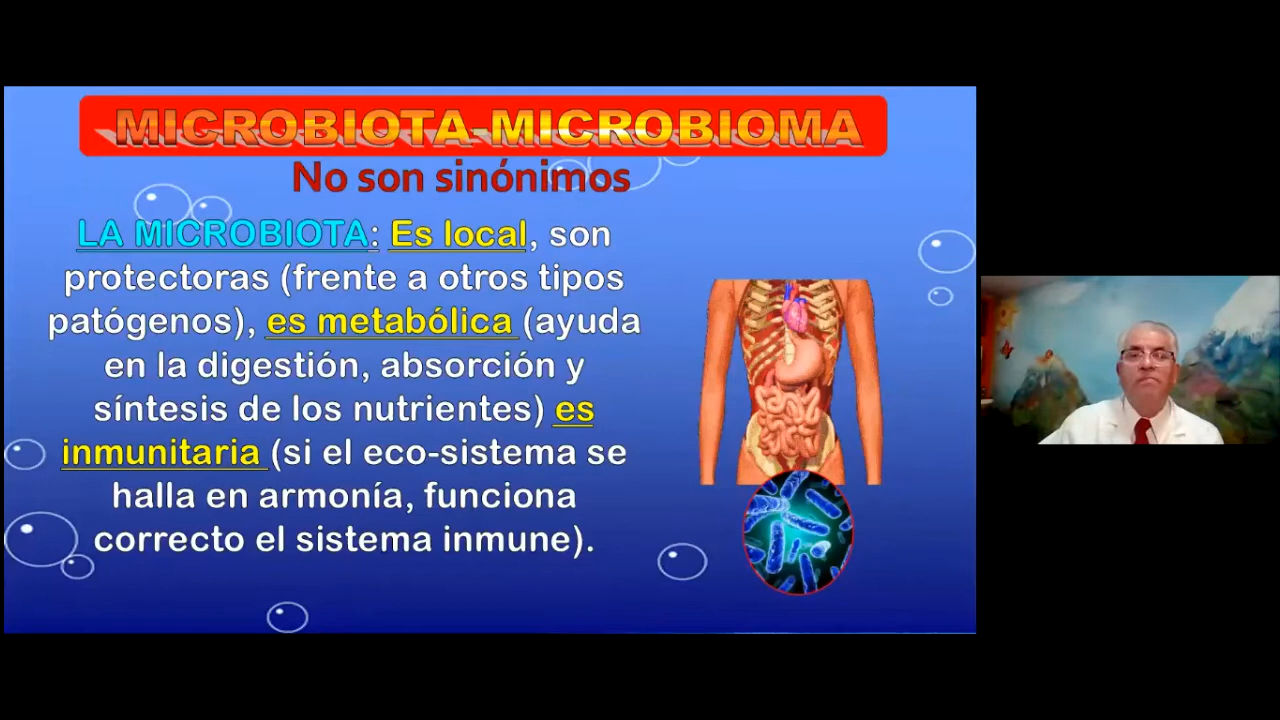 MICROBIOTA-MICROBIOMA
No son sinónimos
LA MICROBIOTA: Es local, son
protectoras (frente a otros tipos
patógenos), es metabólica (ayuda
en la digestión, absorción y
síntesis de los nutrientes) es
inmunitaria (si el eco-sistema se
halla en armonía, funciona
correcto el sistema inmune).